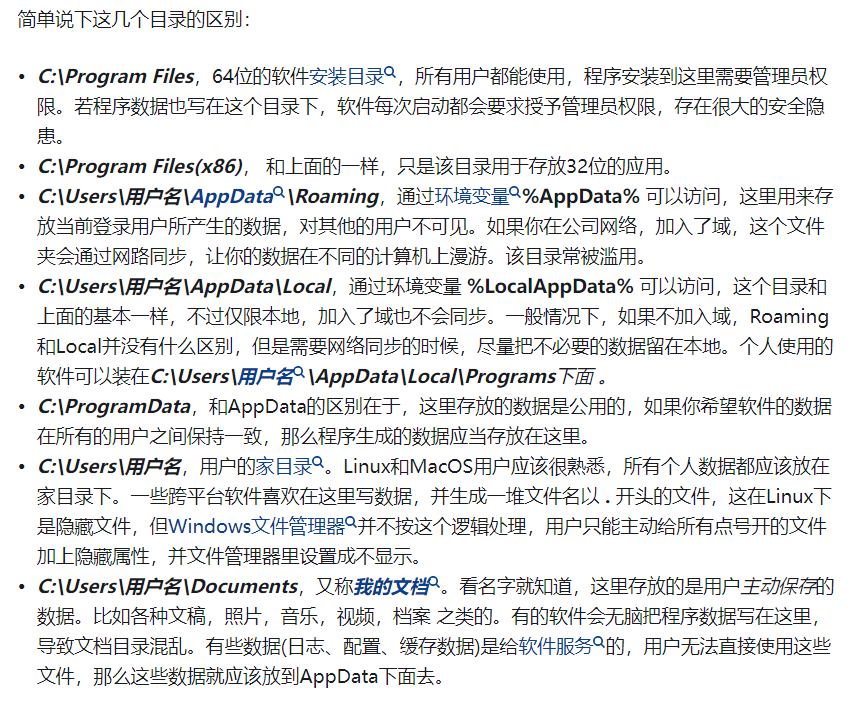 简单说下这几个目录的区别：
• C:\Program Files，64位的软件安装目录，所有用户都能使用，程序安装到这里需要管理员权
限。若程序数据也写在这个目录下，软件每次启动都会要求授予管理员权限，存在很大的安全隐
患。
• C:\Program Files(x86)， 和上面的一样，只是该目录用于存放32位的应用。
• C:\Users\用户名\AppData\Roaming，通过环境变量%AppData% 可以访问，这里用来存
放当前登录用户所产生的数据，对其他的用户不可见。如果你在公司网络，加入了域，这个文件
夹会通过网路同步，让你的数据在不同的计算机上漫游。该目录常被滥用。
• C:\Users\用户名\AppData\Local，通过环境变量 %LocalAppData% 可以访问，这个目录和
上面的基本一样，不过仅限本地，加入了域也不会同步。一般情况下，如果不加入域，Roaming
和Local并没有什么区别，但是需要网络同步的时候，尽量把不必要的数据留在本地。个人使用的
软件可以装在C:\Users\用户名\AppData\Local\Programs下面 。
• C:\ProgramData，和AppData的区别在于，这里存放的数据是公用的，如果你希望软件的数据
在所有的用户之间保持一致，那么程序生成的数据应当存放在这里。
• C:\Users\用户名，用户的家目录。Linux和MacOS用户应该很熟悉，所有个人数据都应该放在
家目录下。一些跨平台软件喜欢在这里写数据，并生成一堆文件名以 . 开头的文件，这在Linux下
是隐藏文件，但Windows文件管理器并不按这个逻辑处理，用户只能主动给所有点号开的文件
加上隐藏属性，并文件管理器里设置成不显示。
• C:\Users\用户名\Documents，又称我的文档。看名字就知道，这里存放的是用户主动保存的
数据。比如各种文稿，照片，音乐，视频，档案 之类的。有的软件会无脑把程序数据写在这里，
导致文档目录混乱。有些数据(日志、配置、缓存数据)是给软件服务的，用户无法直接使用这些
文件，那么这些数据就应该放到AppData下面去。